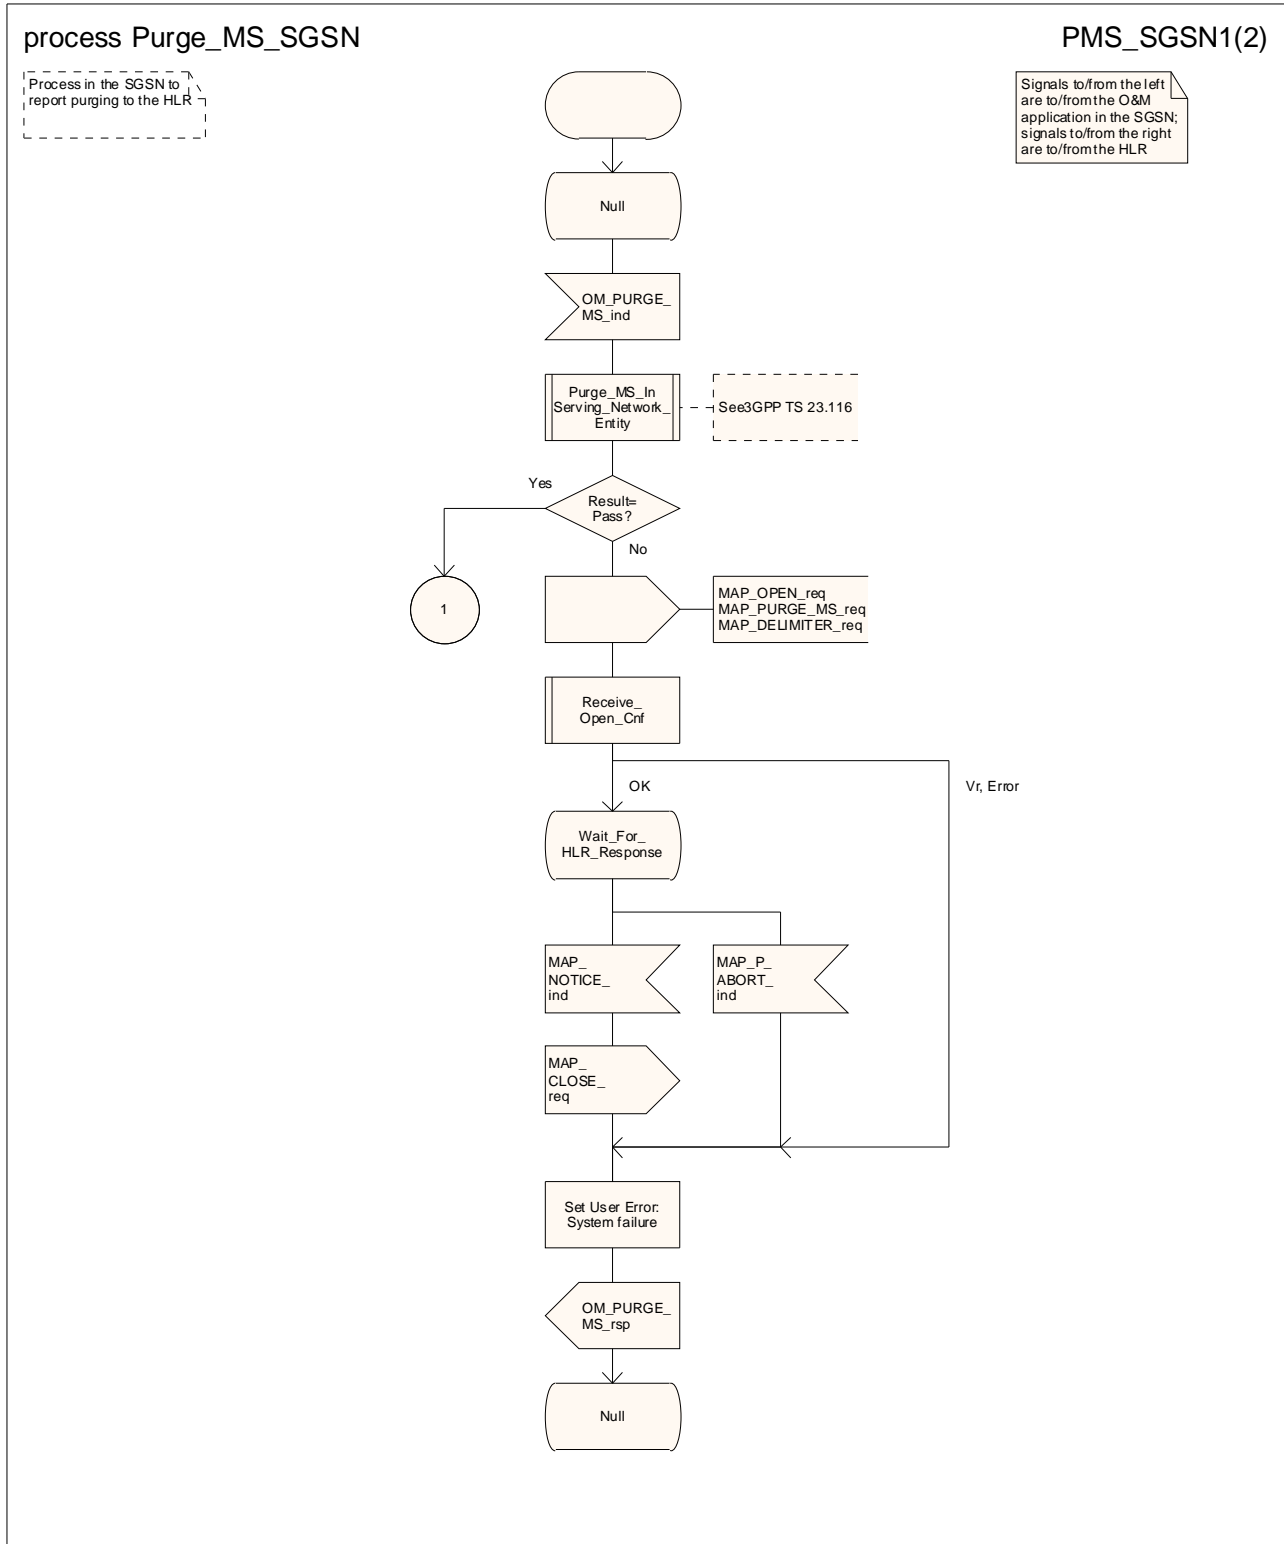 process Purge_MS_SGSN
PMS_SGSN1(2)
Process in the SGSN to
report purging to the HLR
Signals to/from the left
are to/from the O&M
application in the SGSN;
signals to/from the right
are to/from the HLR
Null
OM_PURGE_
MS_ind
Purge_MS_In
Serving_Network_
Entity
See3GPP TS 23.116
Yes
Result=
Pass?
No
1
MAP_OPEN_req
MAP_PURGE_MS_req
MAP_DELIMITER_req
Receive_
Open_Cnf
OK
Vr, Error
Wait_For_
HLR_Response
MAP_
NOTICE_
ind
MAP_P_
ABORT_
ind
MAP_
CLOSE_
req
Set User Error:
System failure
OM_PURGE_
MS_rsp
Null